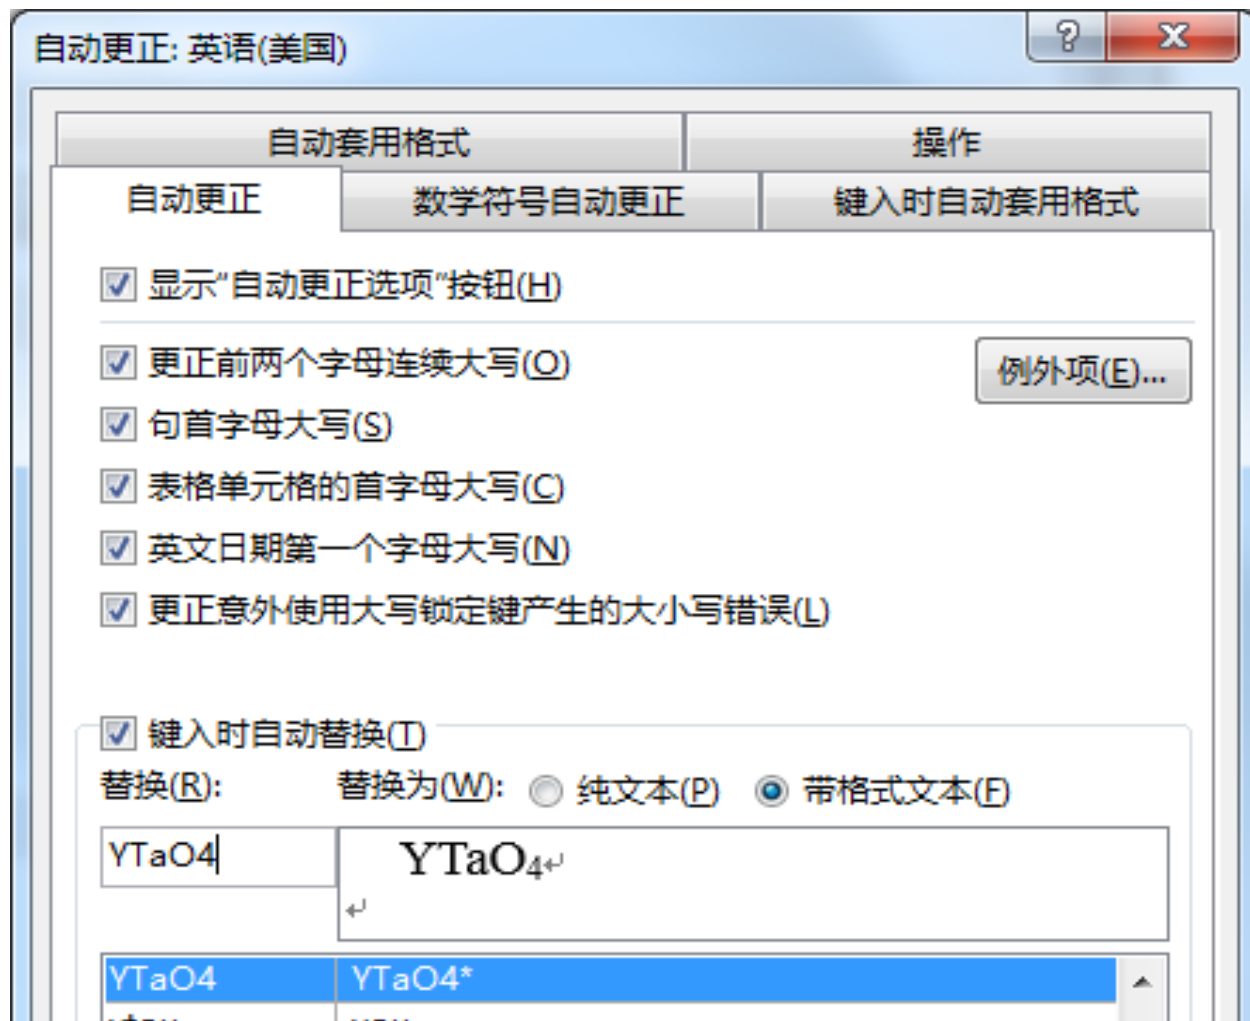 自动更正: 英语(美国)
自动套用格式 操作
自动更正 数学符号自动更正 键入时自动套用格式
显示"自动更正选项"按钮(H)
更正前两个字母连续大写(O) 例外项(E)...
句首字母大写(S)
表格单元格的首字母大写(C)
英文日期第一个字母大写(N)
更正意外使用大写锁定键产生的大小写错误(L)
键入时自动替换(T)
替换(R): 替换为(W): 纯文本(P) 带格式文本(F)
YTaO4 YTaO₄↵
↵
YTaO4 YTaO4*